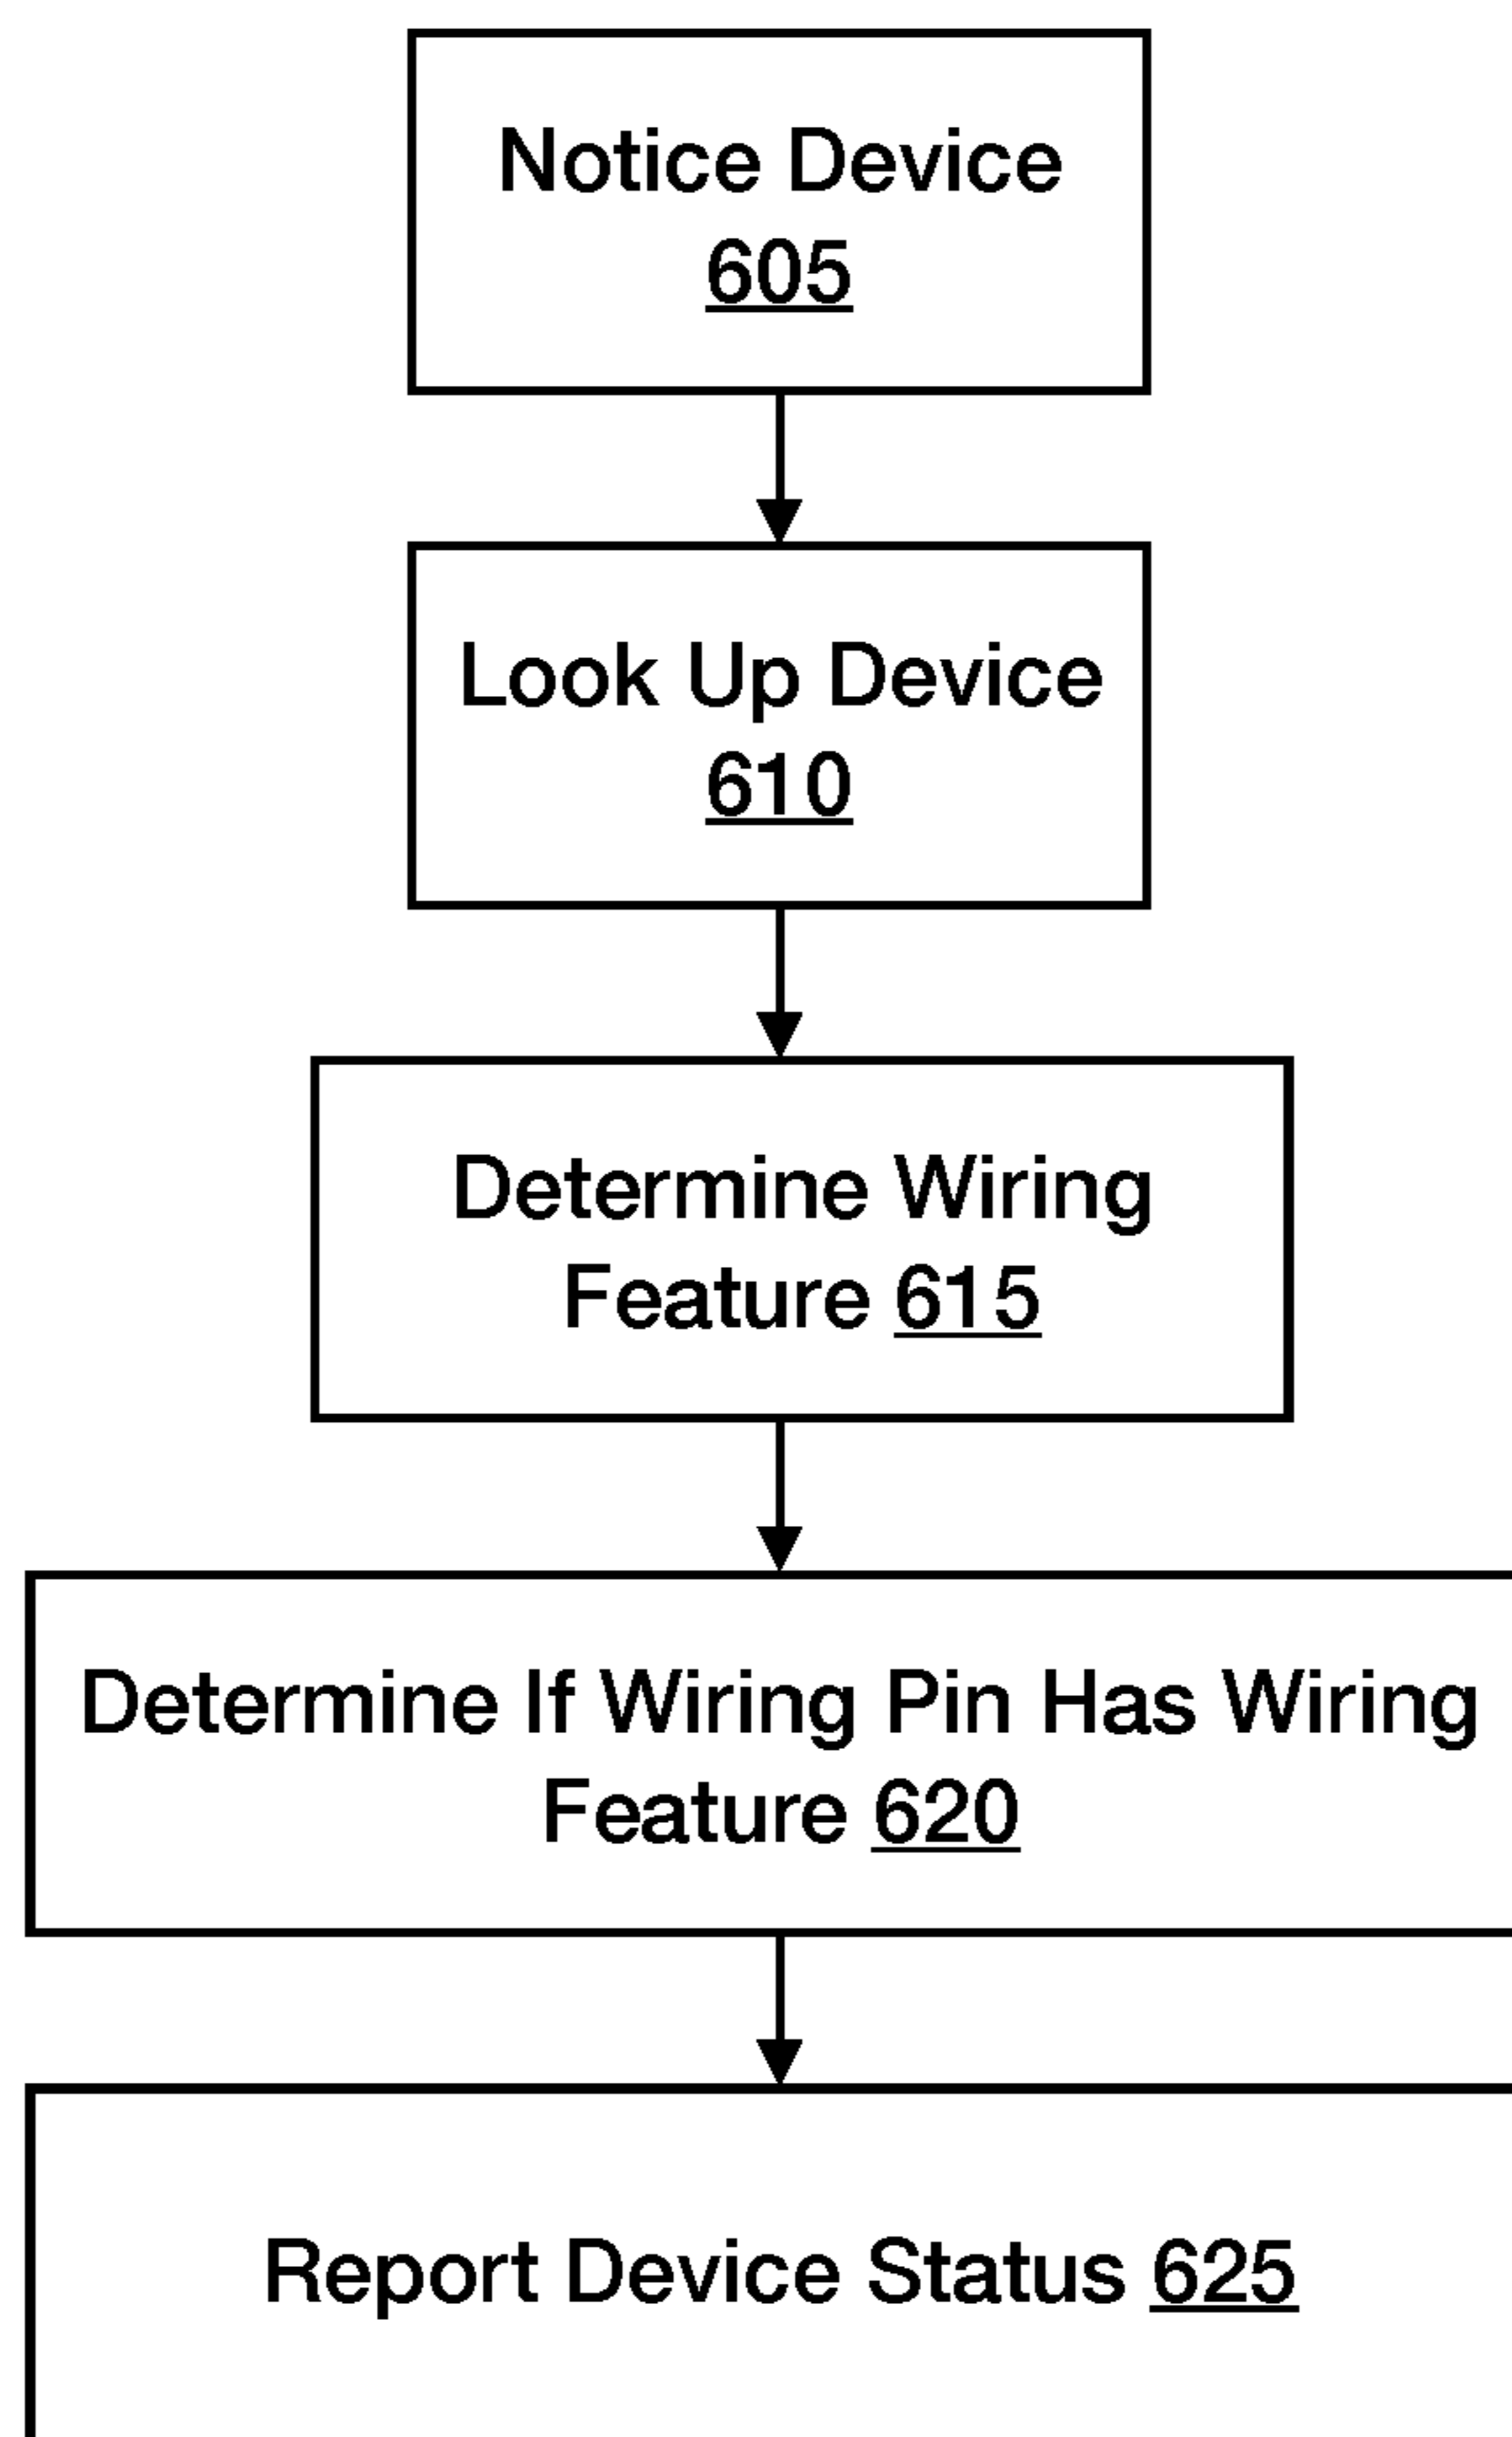 Notice Device
605
Look Up Device
610
Determine Wiring
Feature 615
Determine If Wiring Pin Has Wiring
Feature 620
Report Device Status 625